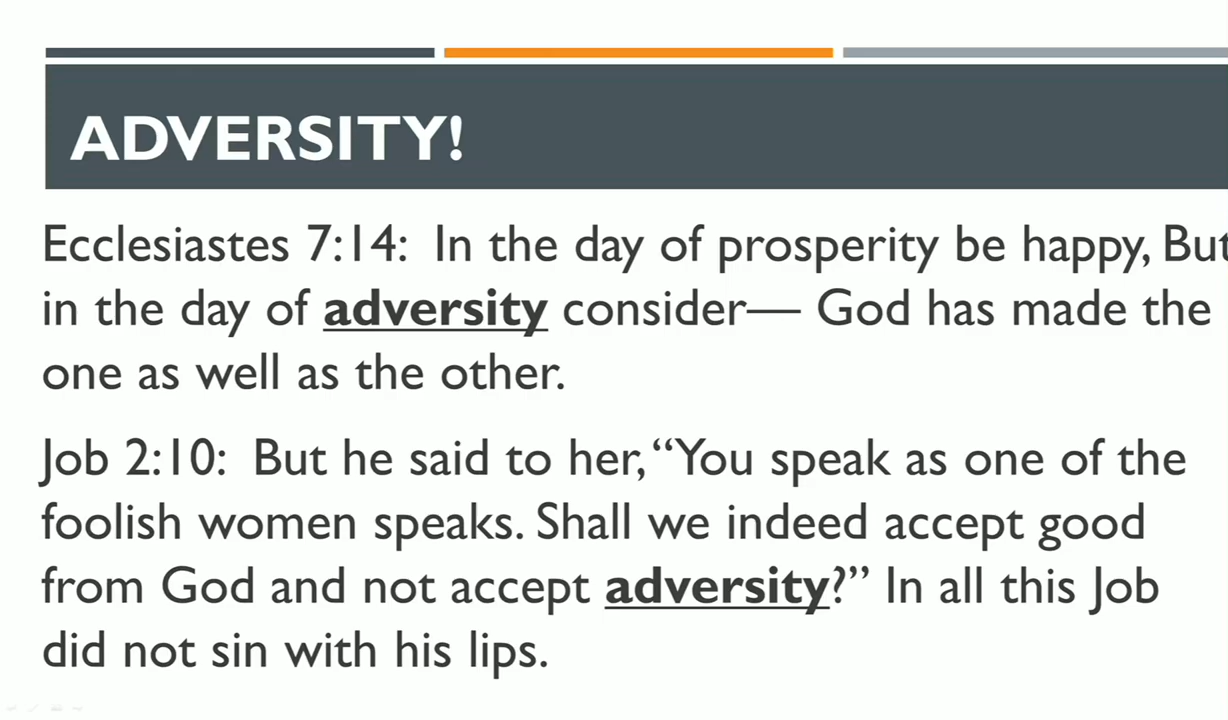 ADVERSITY!
Ecclesiastes 7:14:  In the day of prosperity be happy, But
in the day of adversity consider— God has made the
one as well as the other.
Job 2:10:  But he said to her, “You speak as one of the
foolish women speaks. Shall we indeed accept good
from God and not accept adversity?” In all this Job
did not sin with his lips.